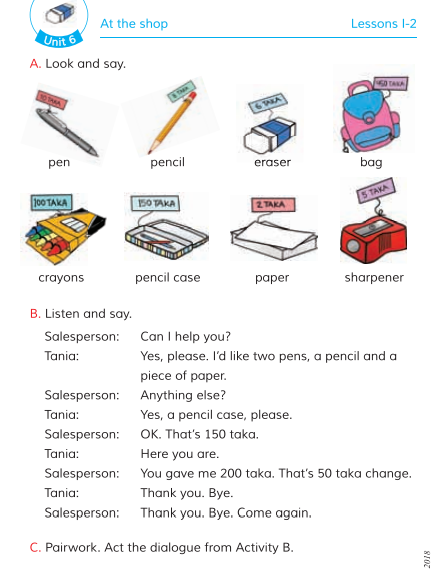 At the shop
Lessons 1-2
Unit 6
A. Look and say.
10 TAKA
6 TAKA
450 TAKA
pen
pencil
eraser
bag
100 TAKA
150 TAKA
2 TAKA
5 TAKA
crayons
pencil case
paper
sharpener
B. Listen and say.
Salesperson: Can I help you?
Tania: Yes, please. I'd like two pens, a pencil and a
piece of paper.
Salesperson: Anything else?
Tania: Yes, a pencil case, please.
Salesperson: OK. That's 150 taka.
Tania: Here you are.
Salesperson: You gave me 200 taka. That's 50 taka change.
Tania: Thank you. Bye.
Salesperson: Thank you. Bye. Come again.
C. Pairwork. Act the dialogue from Activity B.
2018